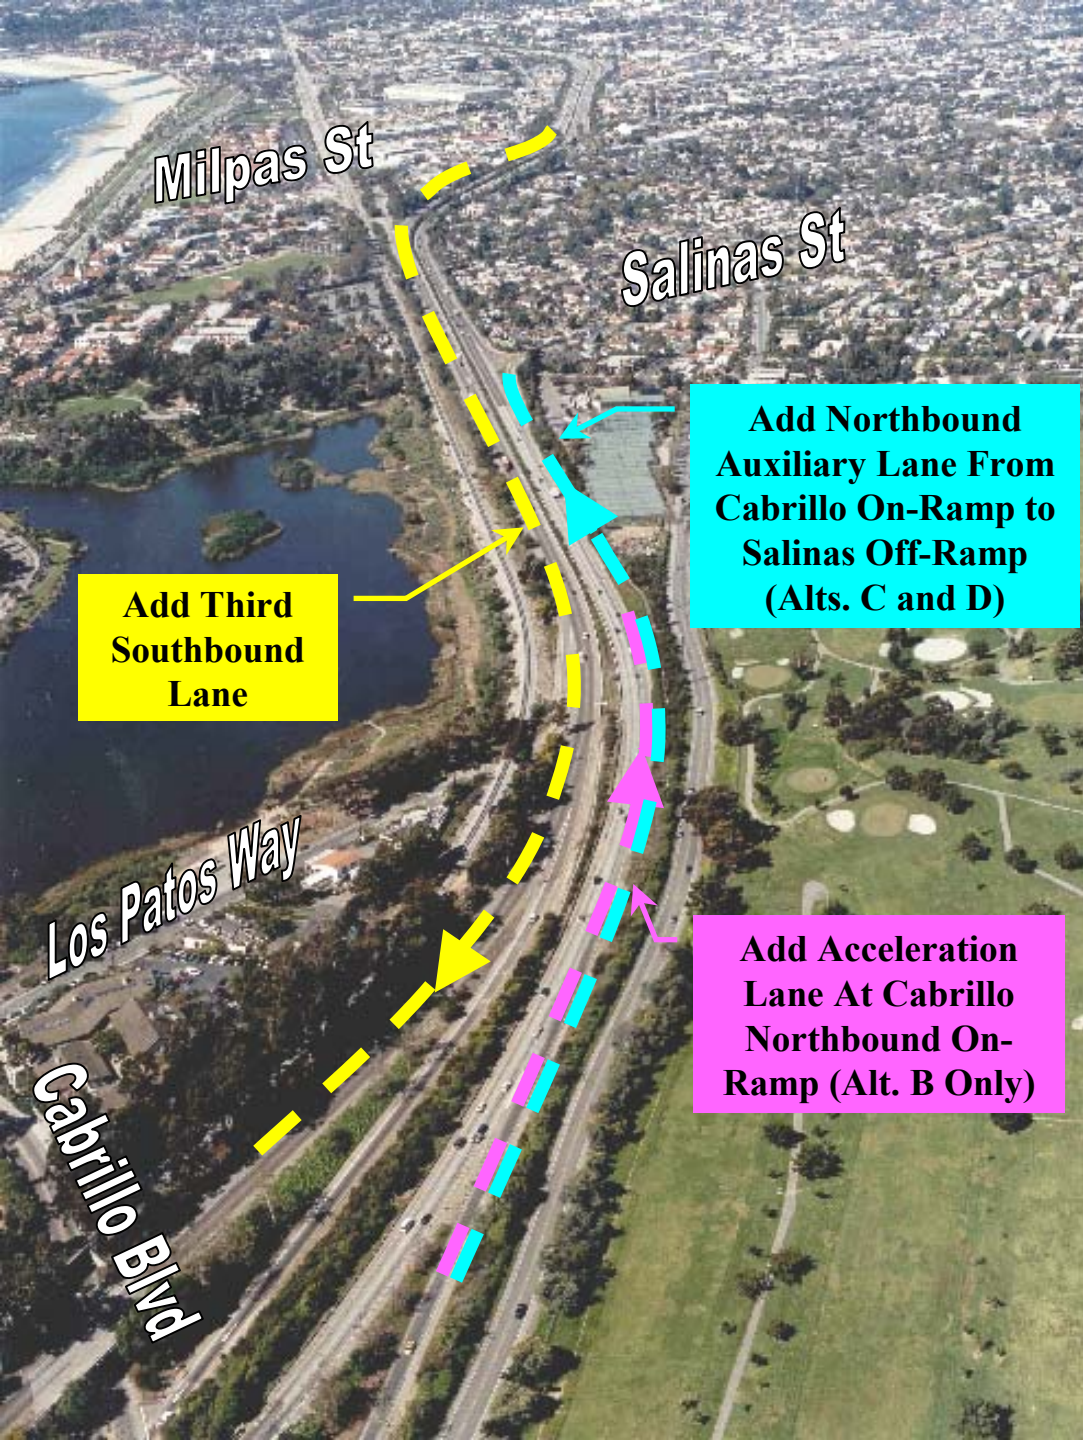 Milpas St
Salinas St
Add Northbound
Auxiliary Lane From
Cabrillo On-Ramp to
Salinas Off-Ramp
(Alts. C and D)
Add Third
Southbound
Lane
Los Patos Way
Add Acceleration
Lane At Cabrillo
Northbound On-
Ramp (Alt. B Only)
Cabrillo Blvd